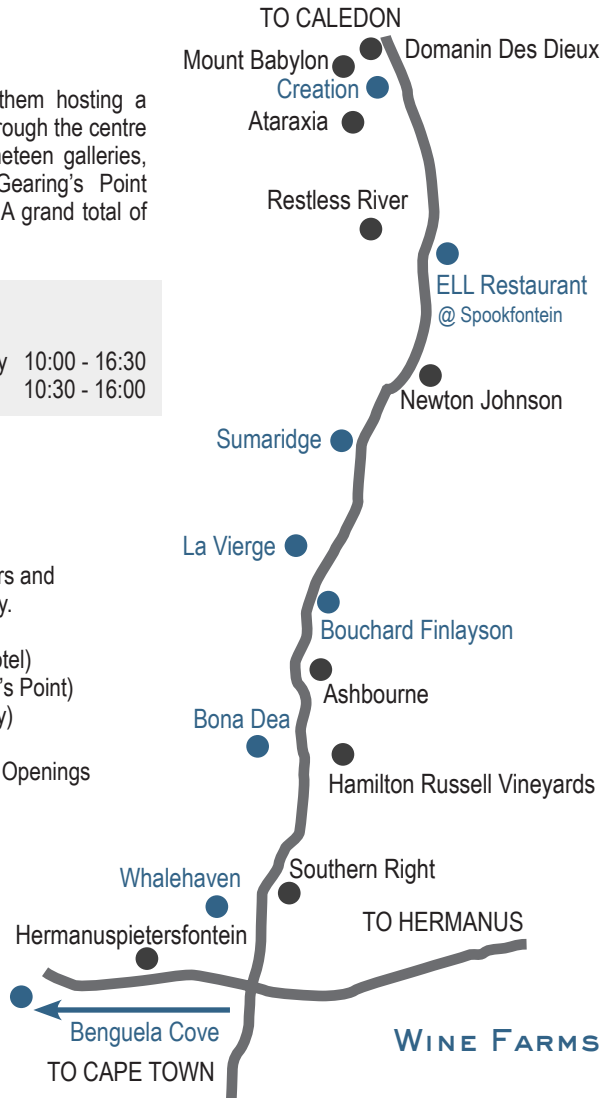 TO CALEDON
Domanin Des Dieux
Mount Babylon
Creation
Ataraxia
them hosting a
rough the centre
neteen galleries,
Gearing's Point
A grand total of
Restless River
ELL Restaurant
@ Spookfontein
y 10:00 - 16:30
10:30 - 16:00
Newton Johnson
Sumaridge
La Vierge
rs and
y.
Bouchard Finlayson
otel)
's Point)
y)
Openings
Ashbourne
Bona Dea
Hamilton Russell Vineyards
Southern Right
Whalehaven
TO HERMANUS
Hermanuspietersfontein
Benguela Cove
WINE FARMS
TO CAPE TOWN